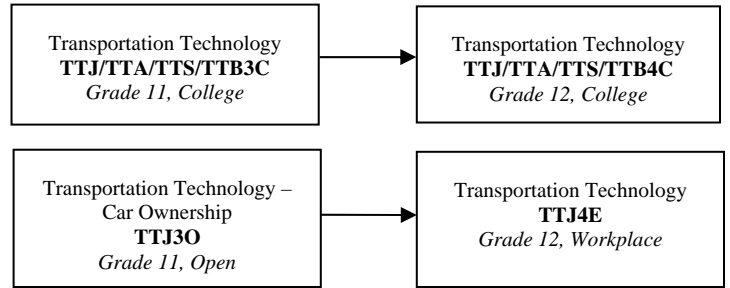 Transportation Technology
TTJ/TTA/TTS/TTB3C
Grade 11, College
Transportation Technology
TTJ/TTA/TTS/TTB4C
Grade 12, College
Transportation Technology –
Car Ownership
TTJ3O
Grade 11, Open
Transportation Technology
TTJ4E
Grade 12, Workplace